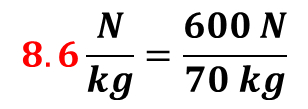 8.6 N/kg = 600 N/70 kg